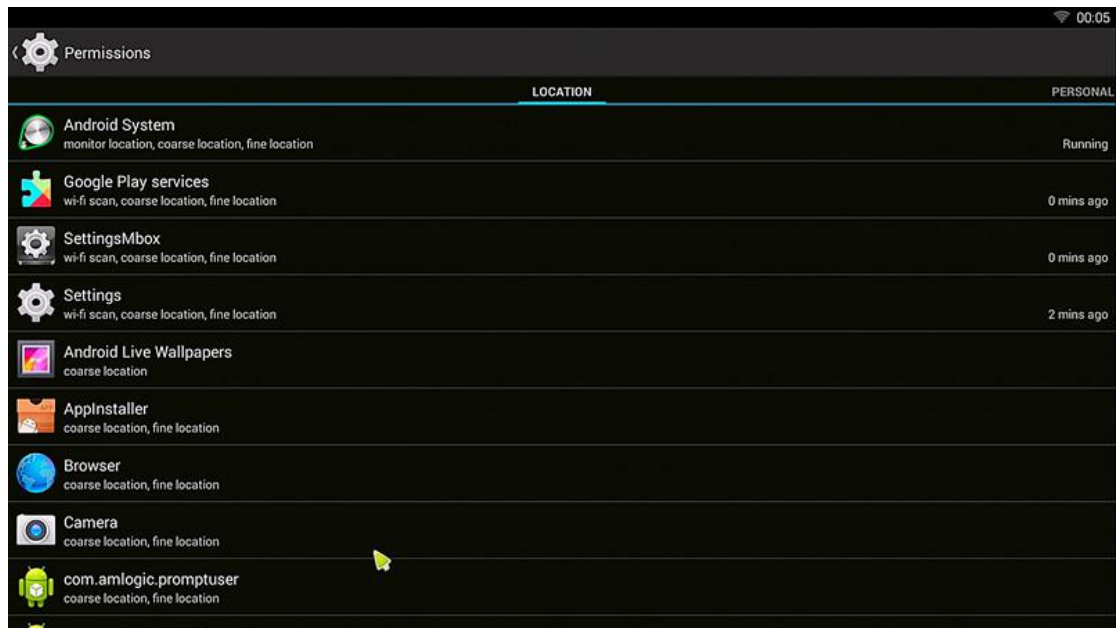 00:05
Permissions
LOCATION PERSONAL
Android System
monitor location, coarse location, fine location
Running
Google Play services
wi-fi scan, coarse location, fine location
0 mins ago
SettingsMbox
wi-fi scan, coarse location, fine location
0 mins ago
Settings
wi-fi scan, coarse location, fine location
2 mins ago
Android Live Wallpapers
coarse location
AppInstaller
coarse location, fine location
Browser
coarse location, fine location
Camera
coarse location, fine location
com.amlogic.promptuser
coarse location, fine location